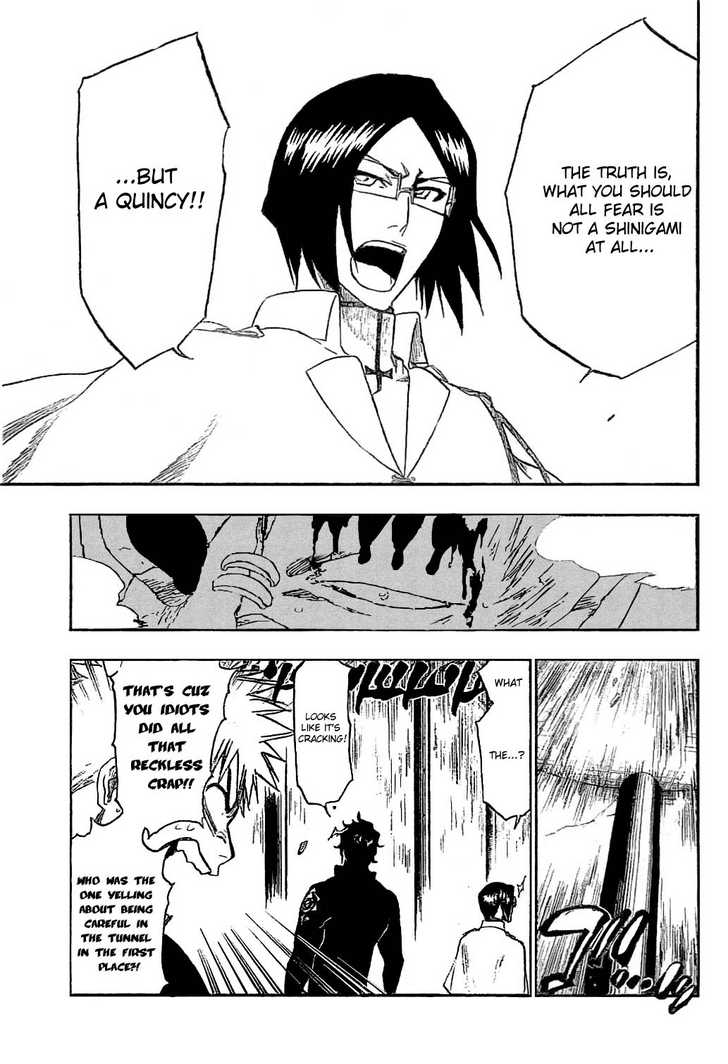 THE TRUTH IS,
WHAT YOU SHOULD
ALL FEAR IS
NOT A SHINIGAMI
AT ALL...
...BUT
A QUINCY!!
WHAT
THE...?
LOOKS
LIKE IT'S
CRACKING!
THAT'S CUZ
YOU IDIOTS
DID ALL
THAT
RECKLESS
CRAP!!
WHO WAS THE
ONE YELLING
ABOUT BEING
CAREFUL IN
THE TUNNEL
IN THE FIRST
PLACE?!